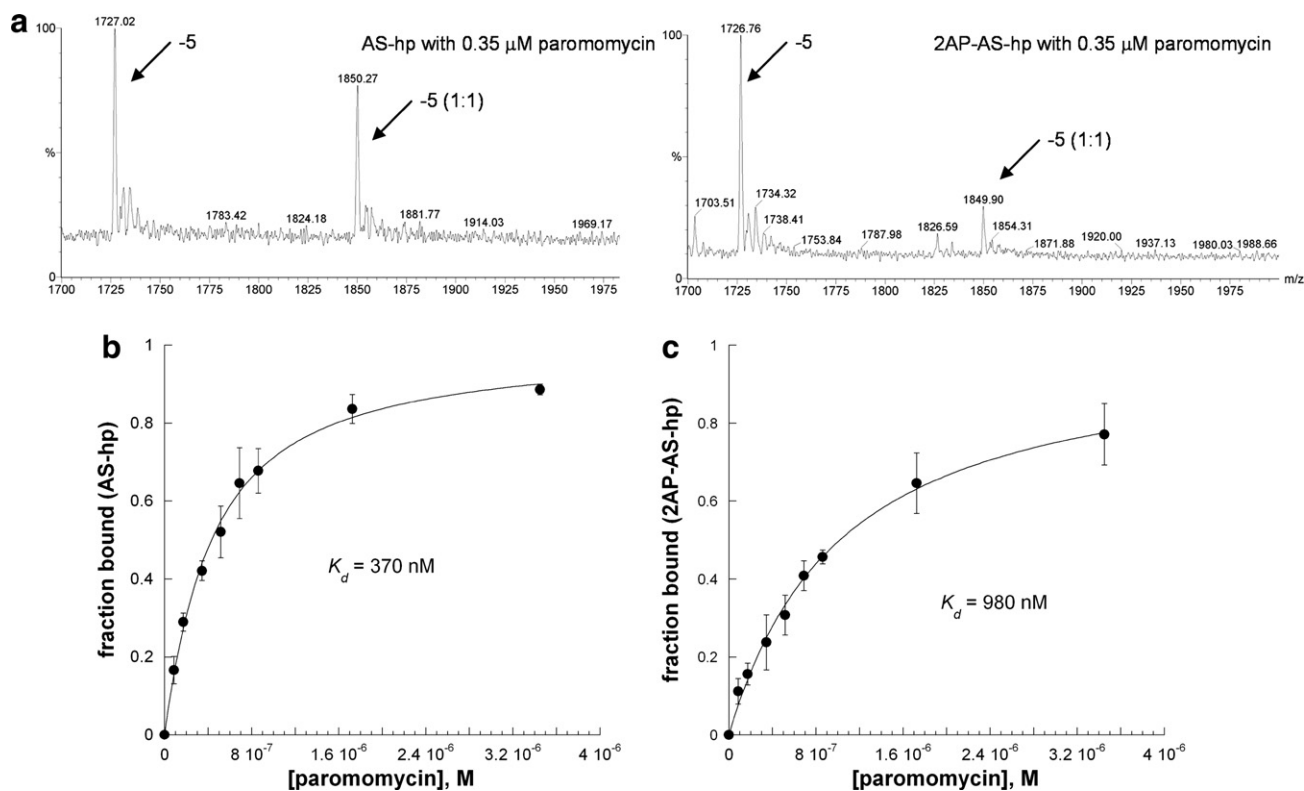 a
100
%
0
1727.02
-5
AS-hp with 0.35 μM paromomycin
1850.27
-5 (1:1)
1783.42
1824.18
1881.77
1914.03
1969.17
1700 1725 1750 1775 1800 1825 1850 1875 1900 1925 1950 1975
100
%
0
1726.76
-5
2AP-AS-hp with 0.35 μM paromomycin
-5 (1:1)
1703.51
1734.32
1738.41
1753.84
1787.98
1826.59
1849.90
1854.31
1871.88
1920.00
1937.13
1980.03
1988.66
1700 1725 1750 1775 1800 1825 1850 1875 1900 1925 1950 1975 m/z
b
fraction bound (AS-hp)
1
0.8
0.6
0.4
0.2
0
Kd = 370 nM
0 8 10-7 1.6 10-6 2.4 10-6 3.2 10-6 4 10-6
[paromomycin], M
c
fraction bound (2AP-AS-hp)
1
0.8
0.6
0.4
0.2
0
Kd = 980 nM
0 8 10-7 1.6 10-6 2.4 10-6 3.2 10-6 4 10-6
[paromomycin], M